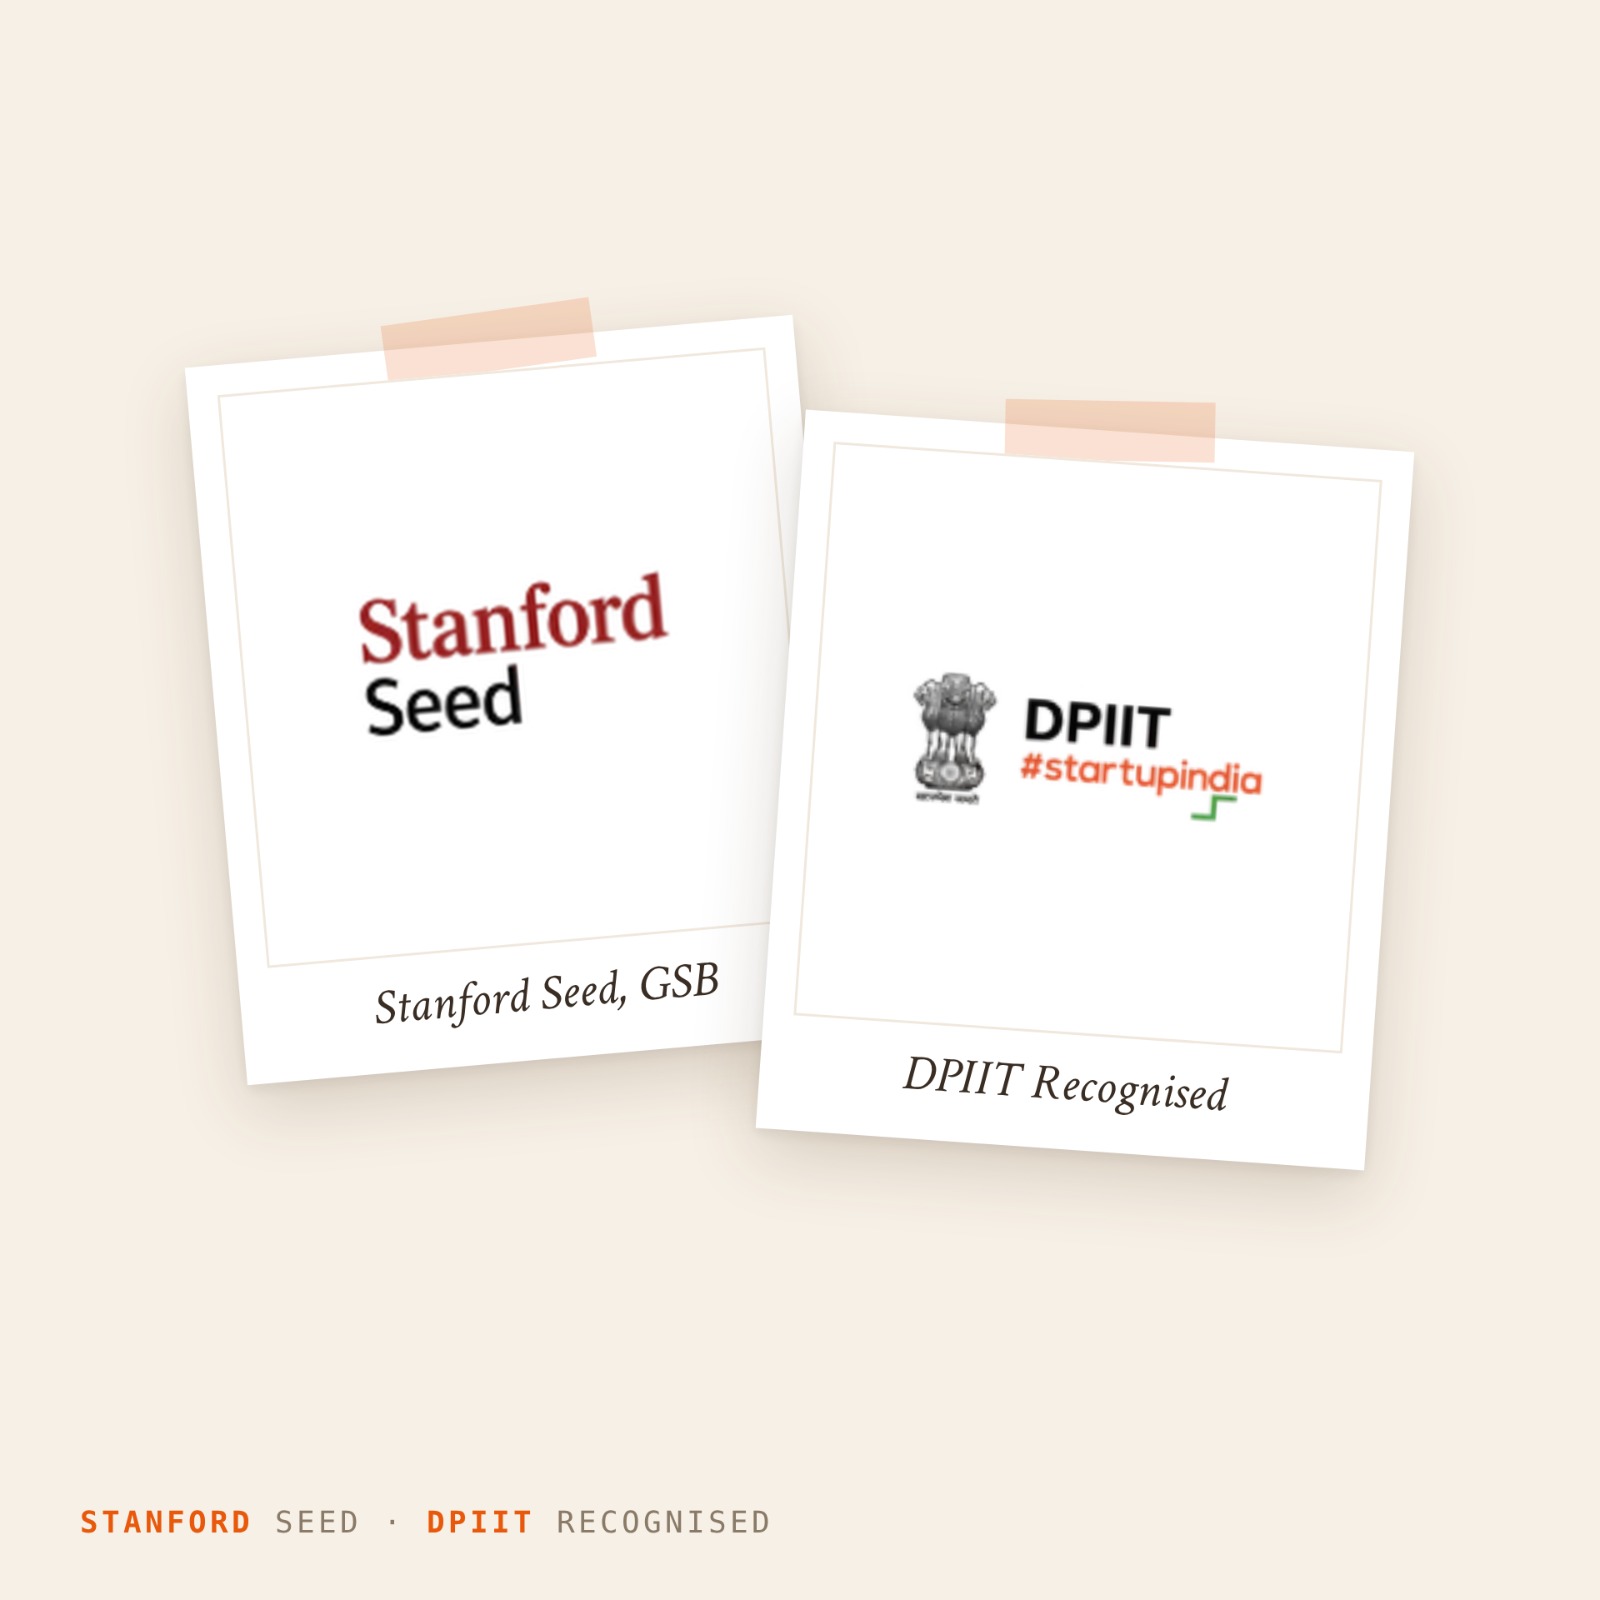 Stanford
Seed
Stanford Seed, GSB
DPIIT
#startupindia
DPIIT Recognised
STANFORD SEED · DPIIT RECOGNISED